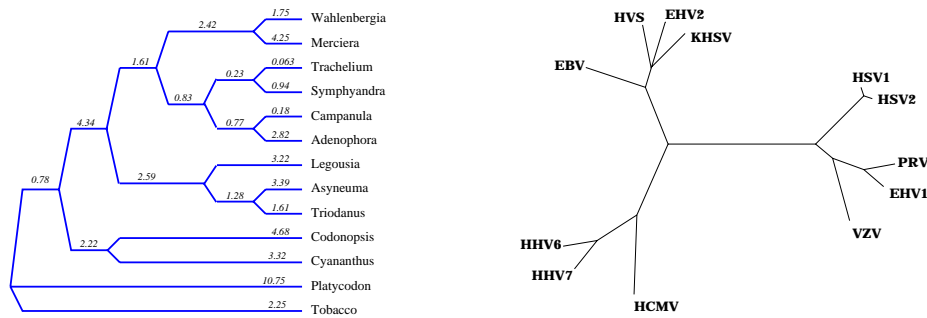 1.75 Wahlenbergia
2.42
4.25 Merciera
1.61
0.063 Trachelium
0.23
0.94 Symphyandra
0.83
0.18 Campanula
0.77
4.34
2.82 Adenophora
3.22 Legousia
2.59
3.39 Asyneuma
0.78
1.28
1.61 Triodanus
4.68 Codonopsis
2.22
3.32 Cyananthus
10.75 Platycodon
2.25 Tobacco
EHV2
HVS
KHSV
EBV
HSV1
HSV2
PRV
EHV1
VZV
HHV6
HHV7
HCMV